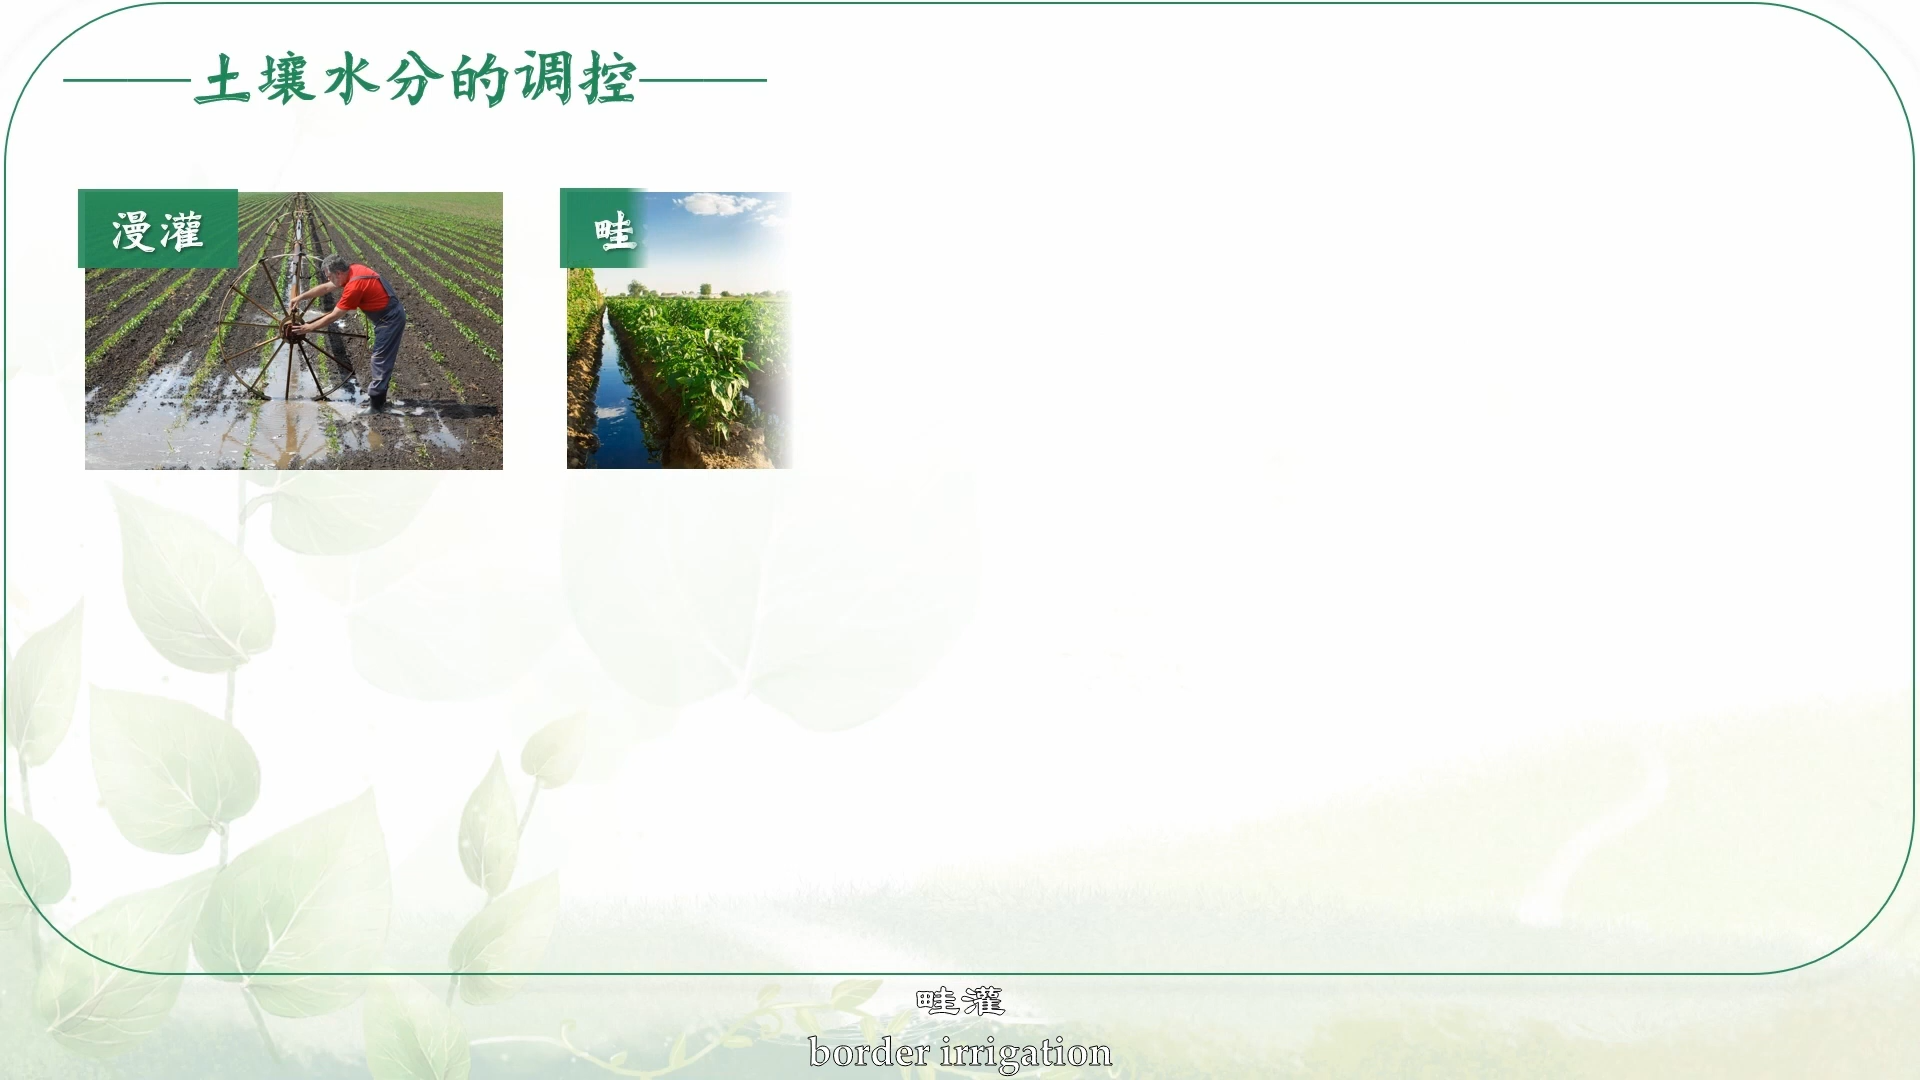 土壤水分的调控
漫灌
畦
畦灌
border irrigation